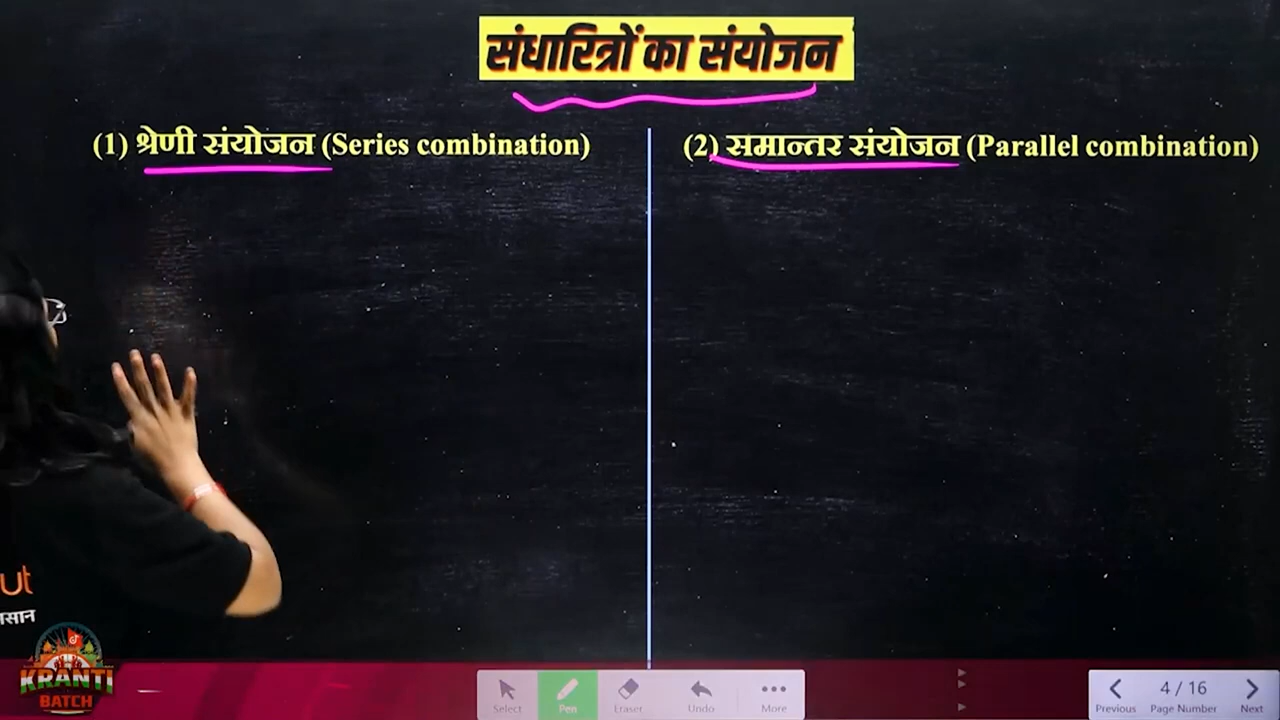 संधारित्रों का संयोजन
(1) श्रेणी संयोजन (Series combination)
(2) समान्तर संयोजन (Parallel combination)
ut
सान
KRANTI
BATCH
Select
Pen
Eraser
Undo
More
4 / 16
Previous
Page Number
Next